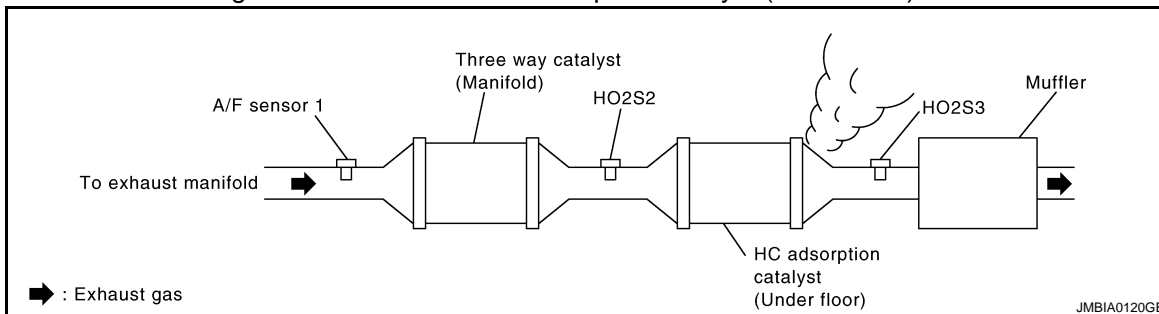 Three way catalyst
(Manifold)
A/F sensor 1
HO2S2
HO2S3
Muffler
To exhaust manifold
HC adsorption
catalyst
(Under floor)
: Exhaust gas